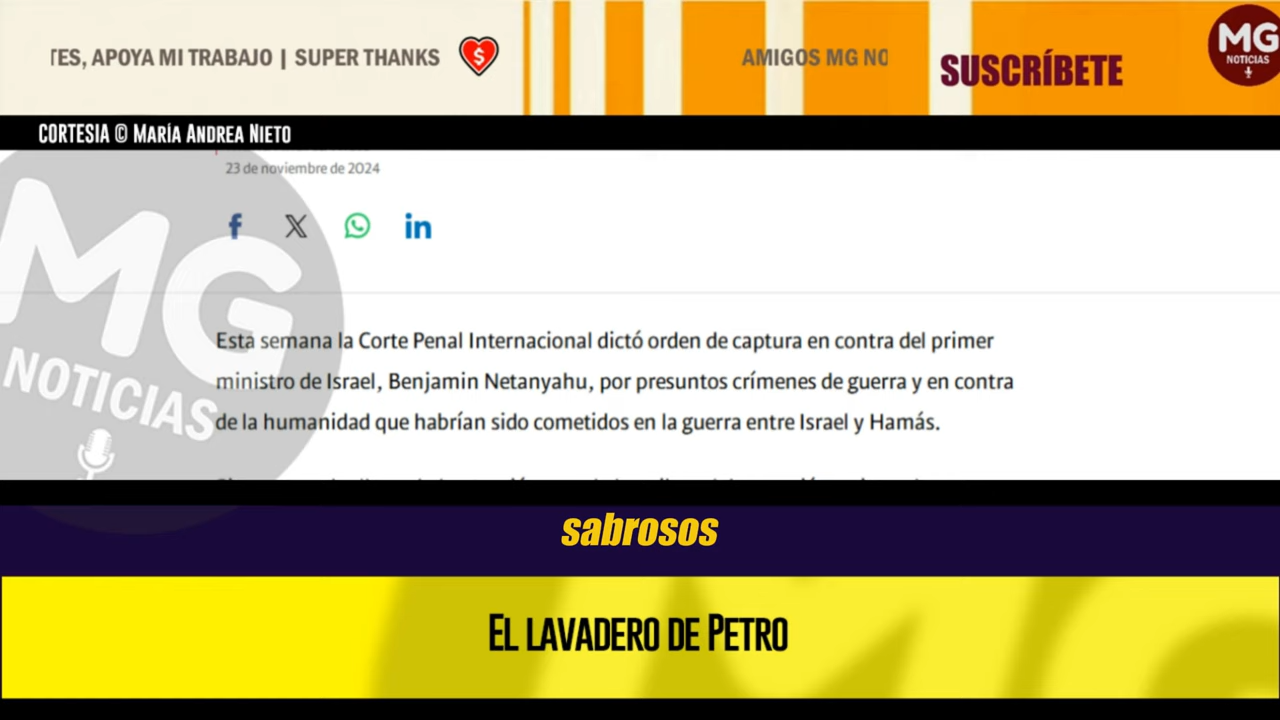 TES, APOYA MI TRABAJO | SUPER THANKS
AMIGOS MG NO
SUSCRÍBETE
MG
NOTICIAS
CORTESIA © MARÍA ANDREA NIETO
23 de noviembre de 2024
MG
NOTICIAS
Esta semana la Corte Penal Internacional dictó orden de captura en contra del primer
ministro de Israel, Benjamin Netanyahu, por presuntos crímenes de guerra y en contra
de la humanidad que habrían sido cometidos en la guerra entre Israel y Hamás.
sabrosos
EL LAVADERO DE PETRO